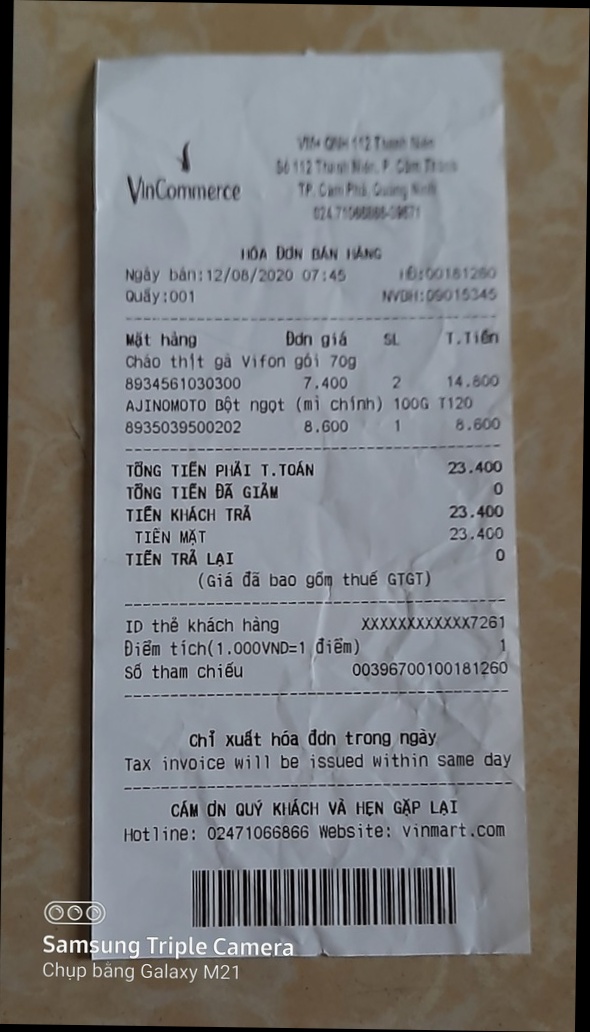 VinCommerce
VM+ QNH 112 Thanh Niên
Số 112 Thanh Niên, P. Cẩm Thành
TP. Cẩm Phả, Quảng Ninh
HÓA ĐƠN BÁN HÀNG
Ngày bán:12/08/2020 07:45 HĐ:00181260
Quầy:001 NVBH:09015345
Mặt hàng Đơn giá SL T.Tiền
Cháo thịt gà Vifon gói 70g
8934561030300 7.400 2 14.800
AJINOMOTO Bột ngọt (mì chính) 100G T120
8935039500202 8.600 1 8.600
TỔNG TIỀN PHẢI T.TOÁN 23.400
TỔNG TIỀN ĐÃ GIẢM 0
TIỀN KHÁCH TRẢ 23.400
TIỀN MẶT 23.400
TIỀN TRẢ LẠI 0
(Giá đã bao gồm thuế GTGT)
ID thẻ khách hàng XXXXXXXXXXXX7261
Điểm tích(1.000VND=1 điểm) 1
Số tham chiếu 00396700100181260
Chỉ xuất hóa đơn trong ngày
Tax invoice will be issued within same day
CẢM ƠN QUÝ KHÁCH VÀ HẸN GẶP LẠI
Hotline: 02471066866 Website: vinmart.com
Samsung Triple Camera
Chụp bằng Galaxy M21